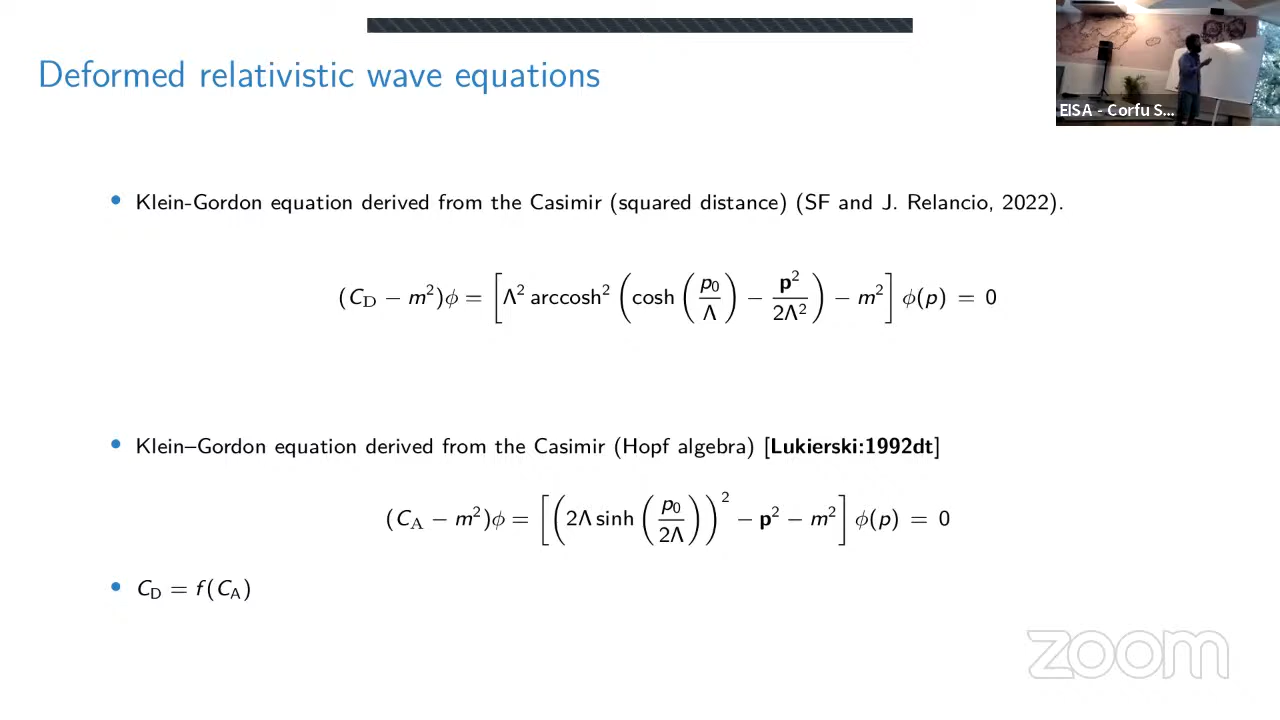 Deformed relativistic wave equations
EISA - Corfu S...
• Klein-Gordon equation derived from the Casimir (squared distance) (SF and J. Relancio, 2022).
(C_D − m²)ϕ = [Λ² arccosh² (cosh (p₀/Λ) − **p**²/2Λ²) − m²] ϕ(p) = 0
• Klein–Gordon equation derived from the Casimir (Hopf algebra) [Lukierski:1992dt]
(C_A − m²)ϕ = [(2Λ sinh (p₀/2Λ))² − **p**² − m²] ϕ(p) = 0
• C_D = f(C_A)
zoom